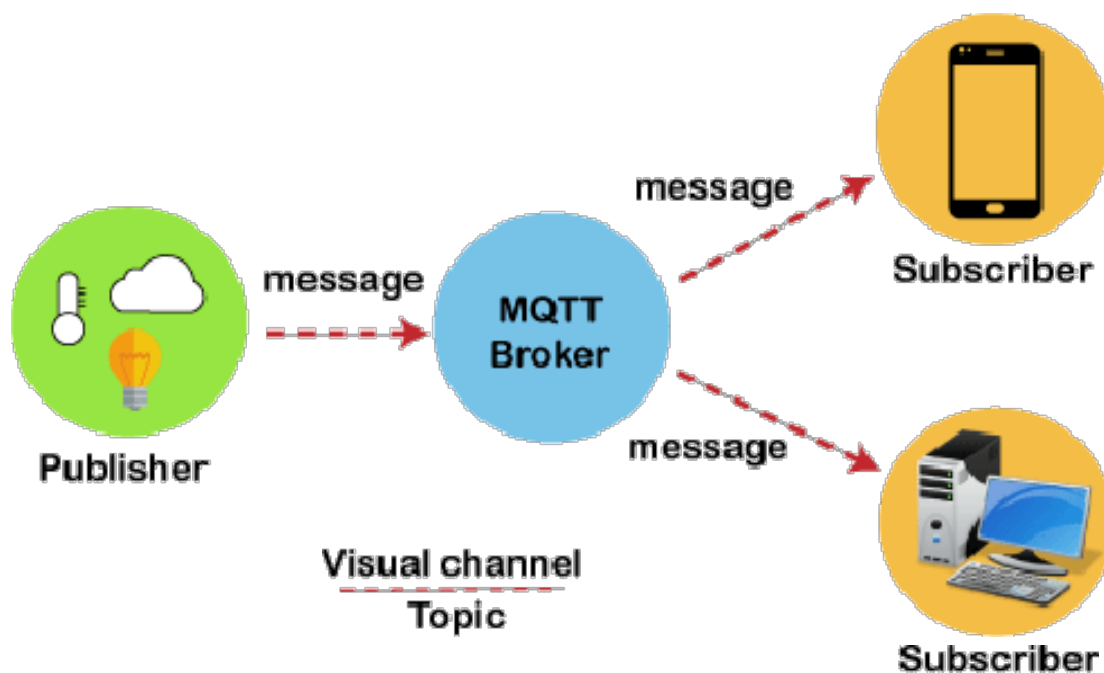 message
Subscriber
message
MQTT
Broker
Publisher
message
Visual channel
Topic
Subscriber